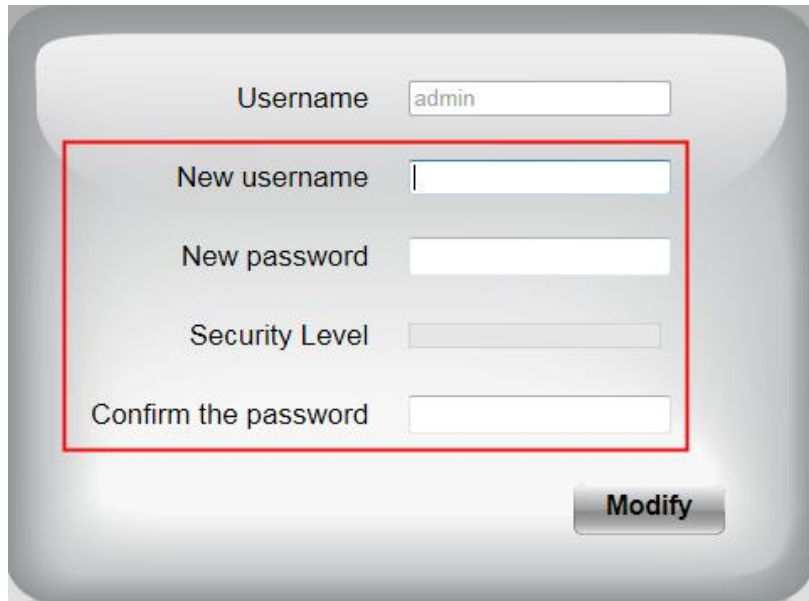 Username admin
New username
New password
Security Level
Confirm the password
Modify